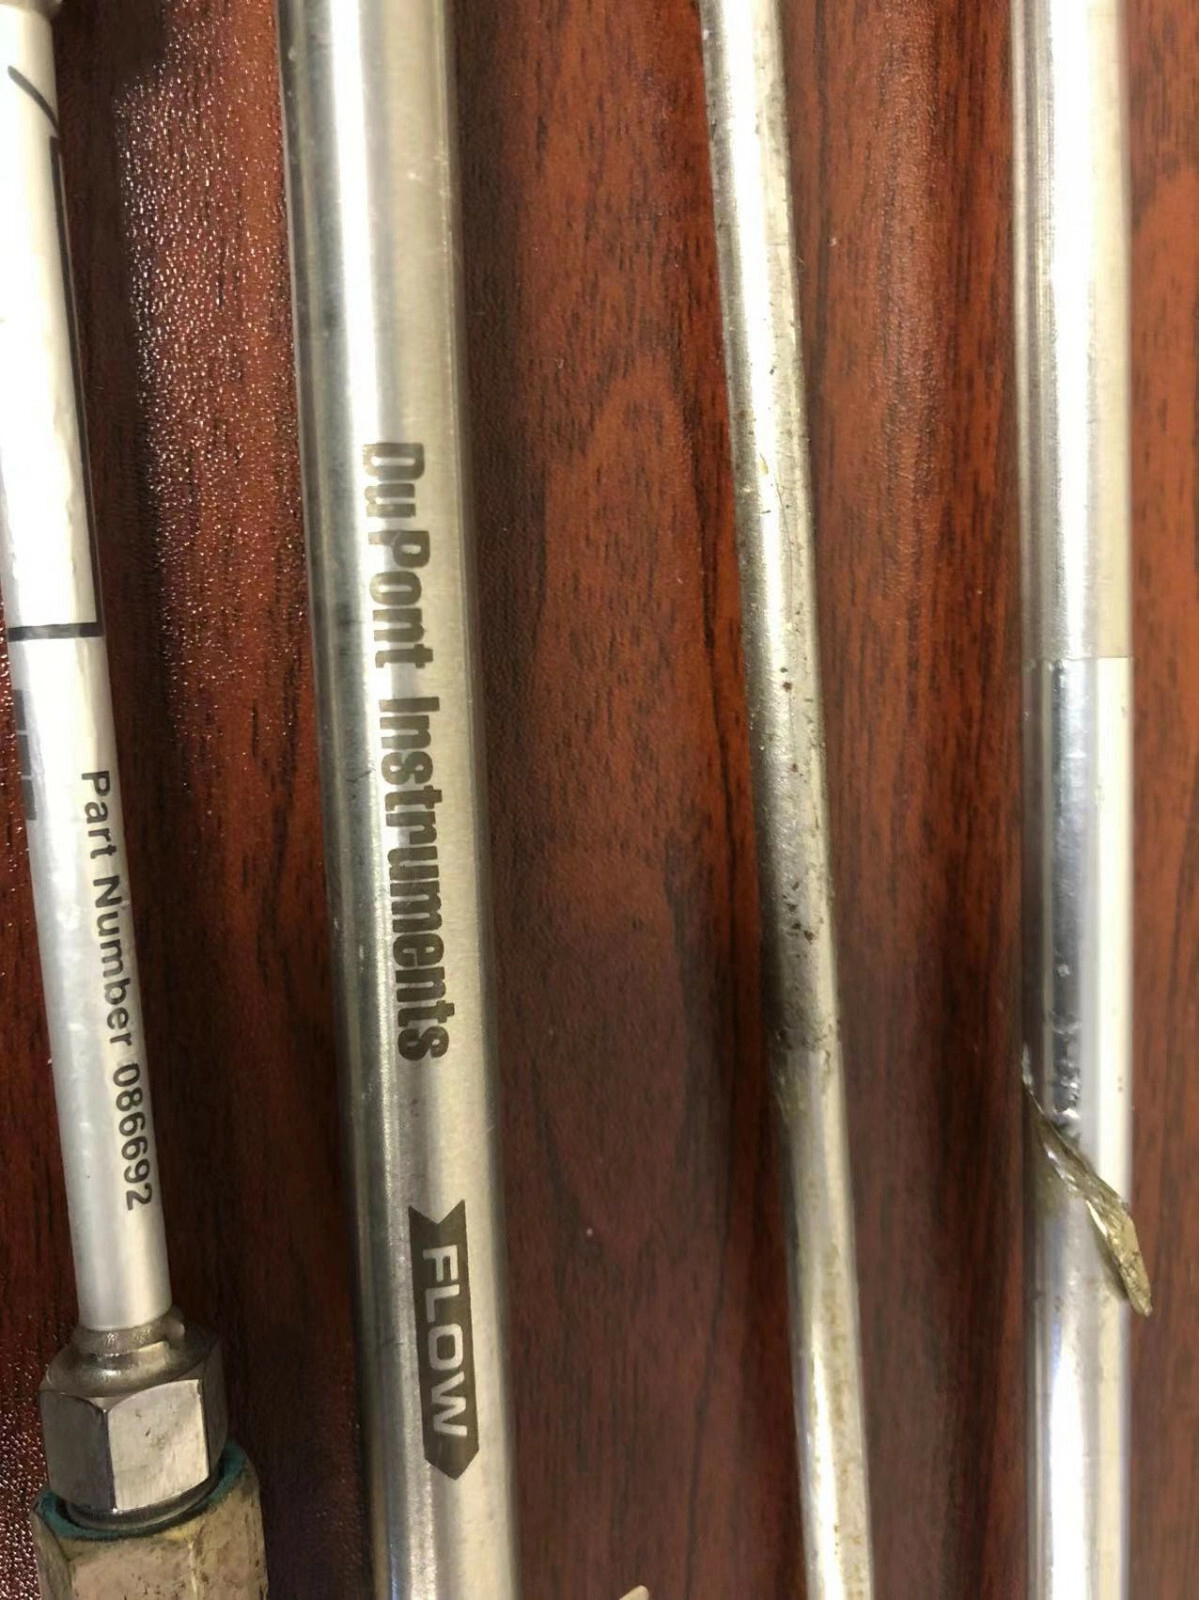 Part Number 086692
DuPont Instruments
FLOW